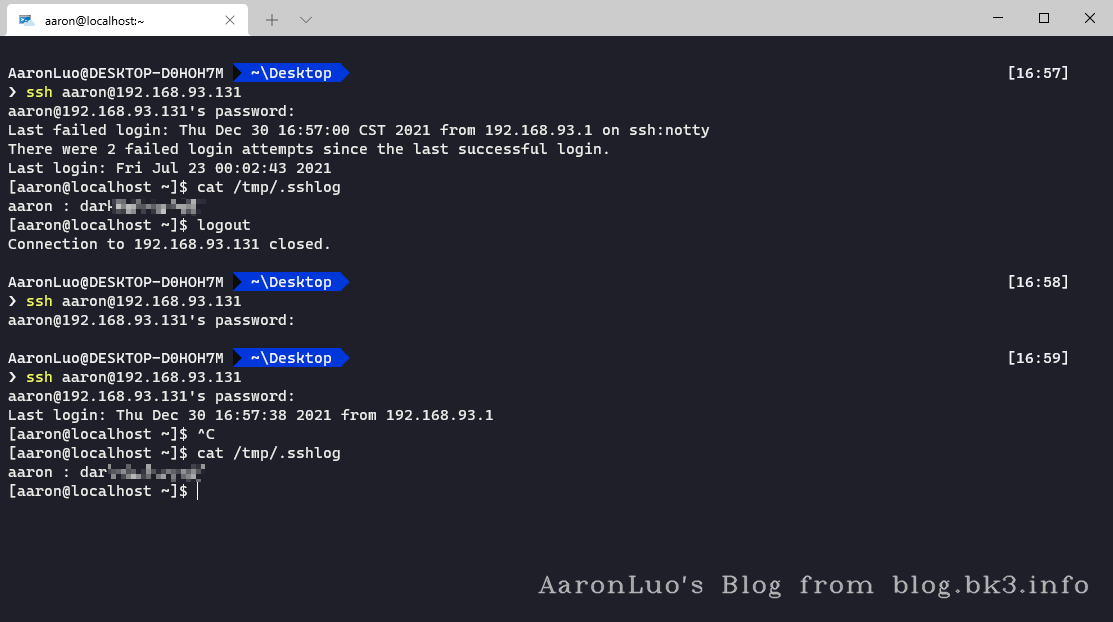 aaron@localhost:~
AaronLuo@DESKTOP-D0HOH7M ~\Desktop [16:57]
❯ ssh aaron@192.168.93.131
aaron@192.168.93.131's password:
Last failed login: Thu Dec 30 16:57:00 CST 2021 from 192.168.93.1 on ssh:notty
There were 2 failed login attempts since the last successful login.
Last login: Fri Jul 23 00:02:43 2021
[aaron@localhost ~]$ cat /tmp/.sshlog
aaron :
[aaron@localhost ~]$ logout
Connection to 192.168.93.131 closed.
AaronLuo@DESKTOP-D0HOH7M ~\Desktop [16:58]
❯ ssh aaron@192.168.93.131
aaron@192.168.93.131's password:
AaronLuo@DESKTOP-D0HOH7M ~\Desktop [16:59]
❯ ssh aaron@192.168.93.131
aaron@192.168.93.131's password:
Last login: Thu Dec 30 16:57:38 2021 from 192.168.93.1
[aaron@localhost ~]$ ^C
[aaron@localhost ~]$ cat /tmp/.sshlog
aaron :
[aaron@localhost ~]$
AaronLuo's Blog from blog.bk3.info